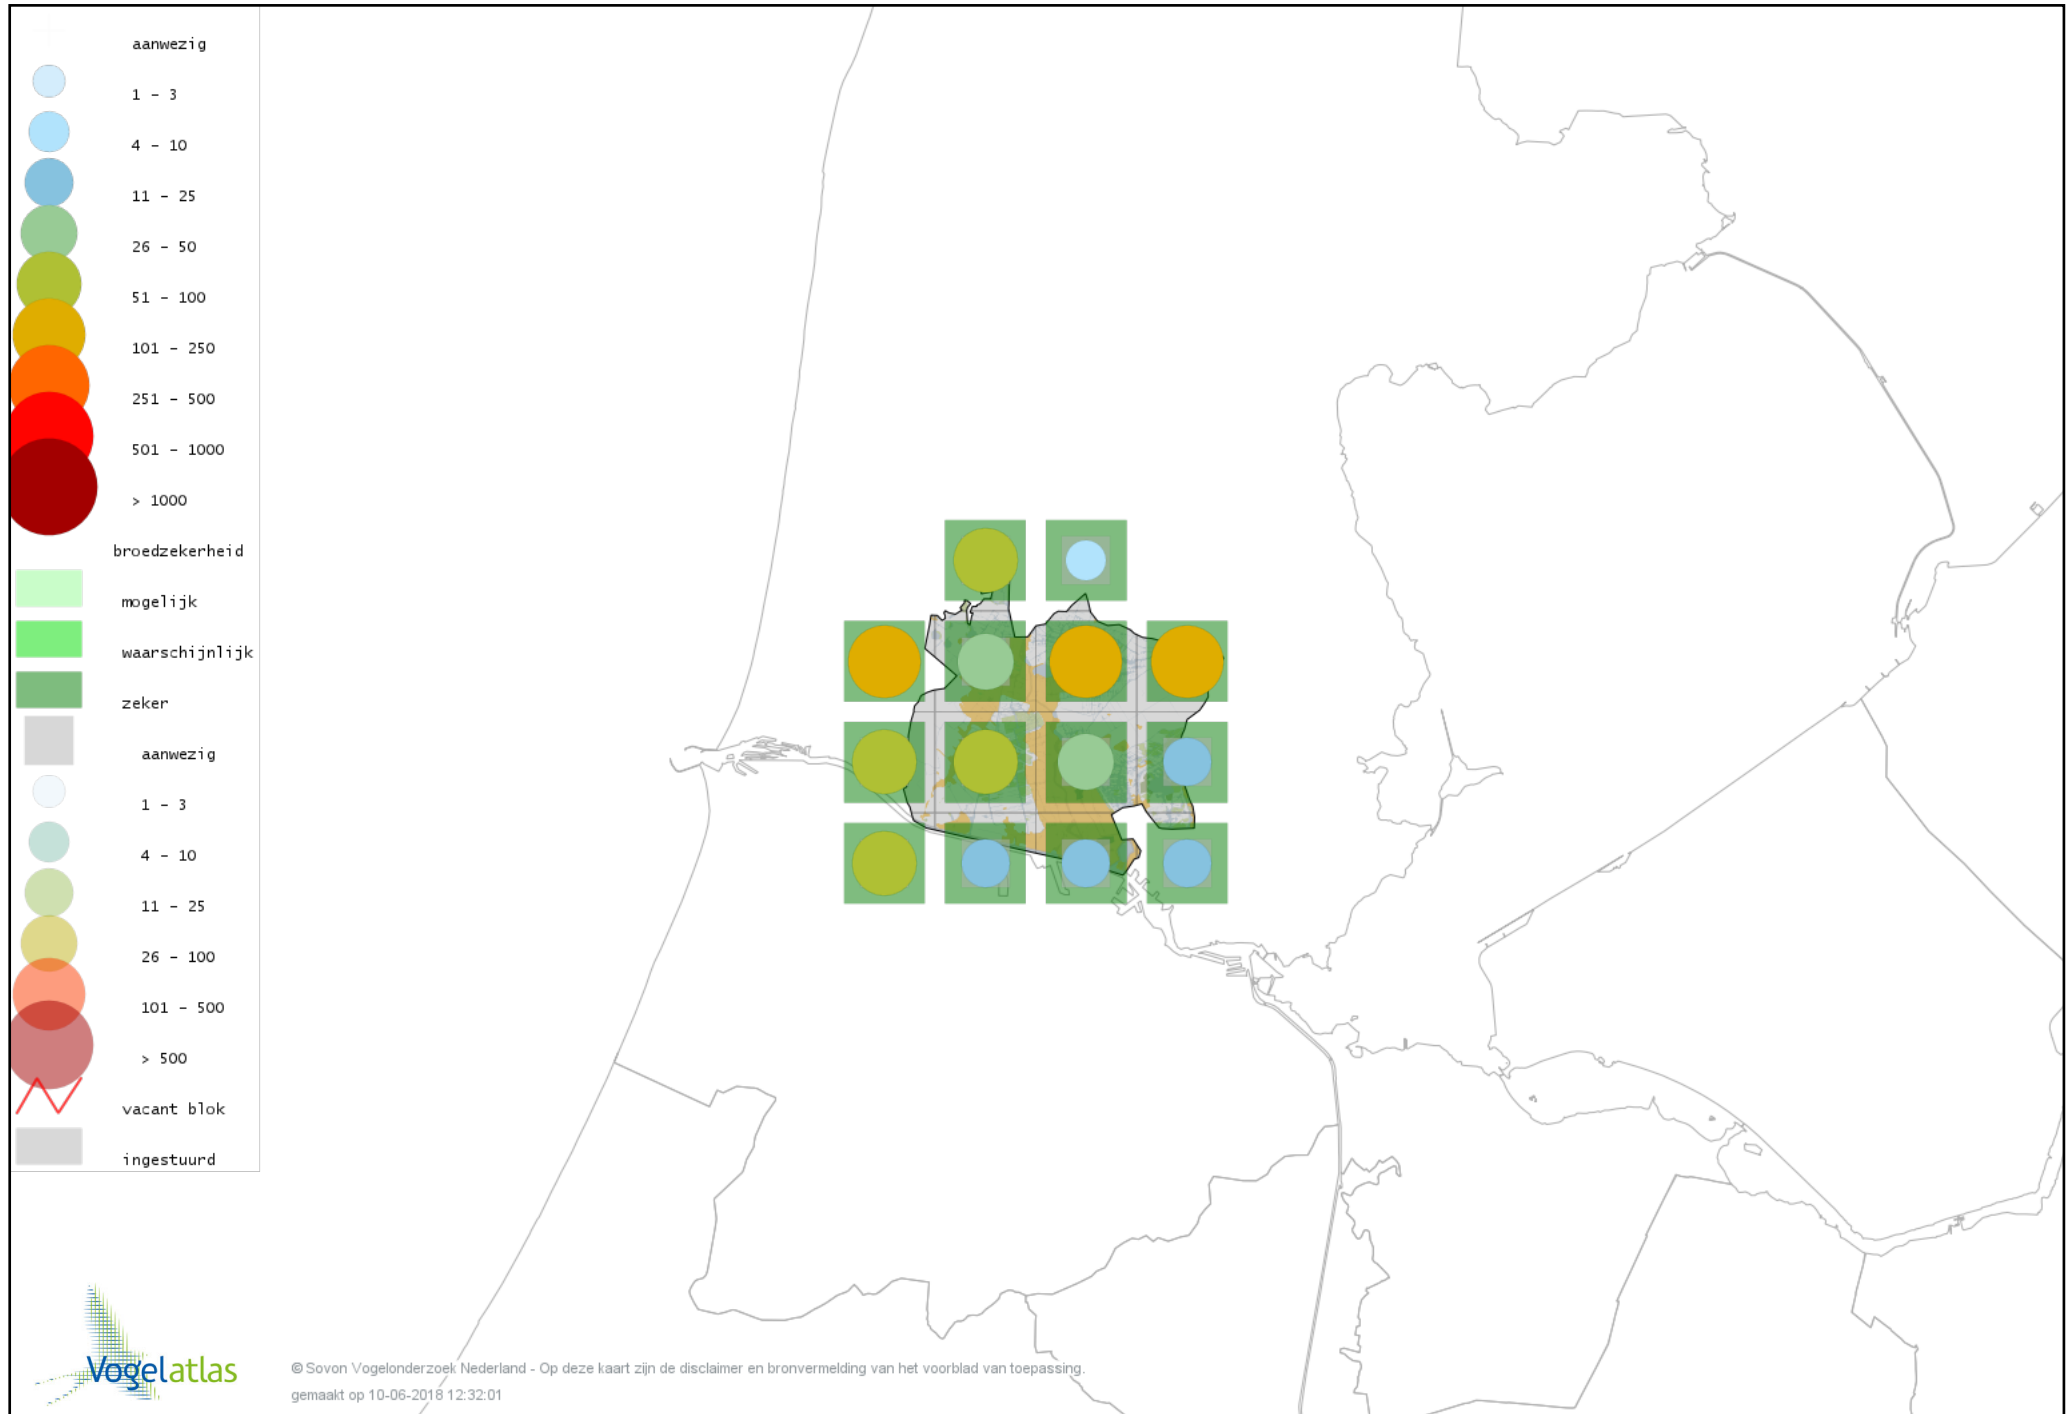 aanwezig
1 - 3
4 - 10
11 - 25
26 - 50
51 - 100
101 - 250
251 - 500
501 - 1000
> 1000
broedzekerheid
mogelijk
waarschijnlijk
zeker
aanwezig
1 - 3
4 - 10
11 - 25
26 - 100
101 - 500
> 500
vacant blok
ingestuurd
Vogelatlas
© Sovon Vogelonderzoek Nederland - Op deze kaart zijn de disclaimer en bronvermelding van het voorblad van toepassing.
gemaakt op 10-06-2018 12:32:01